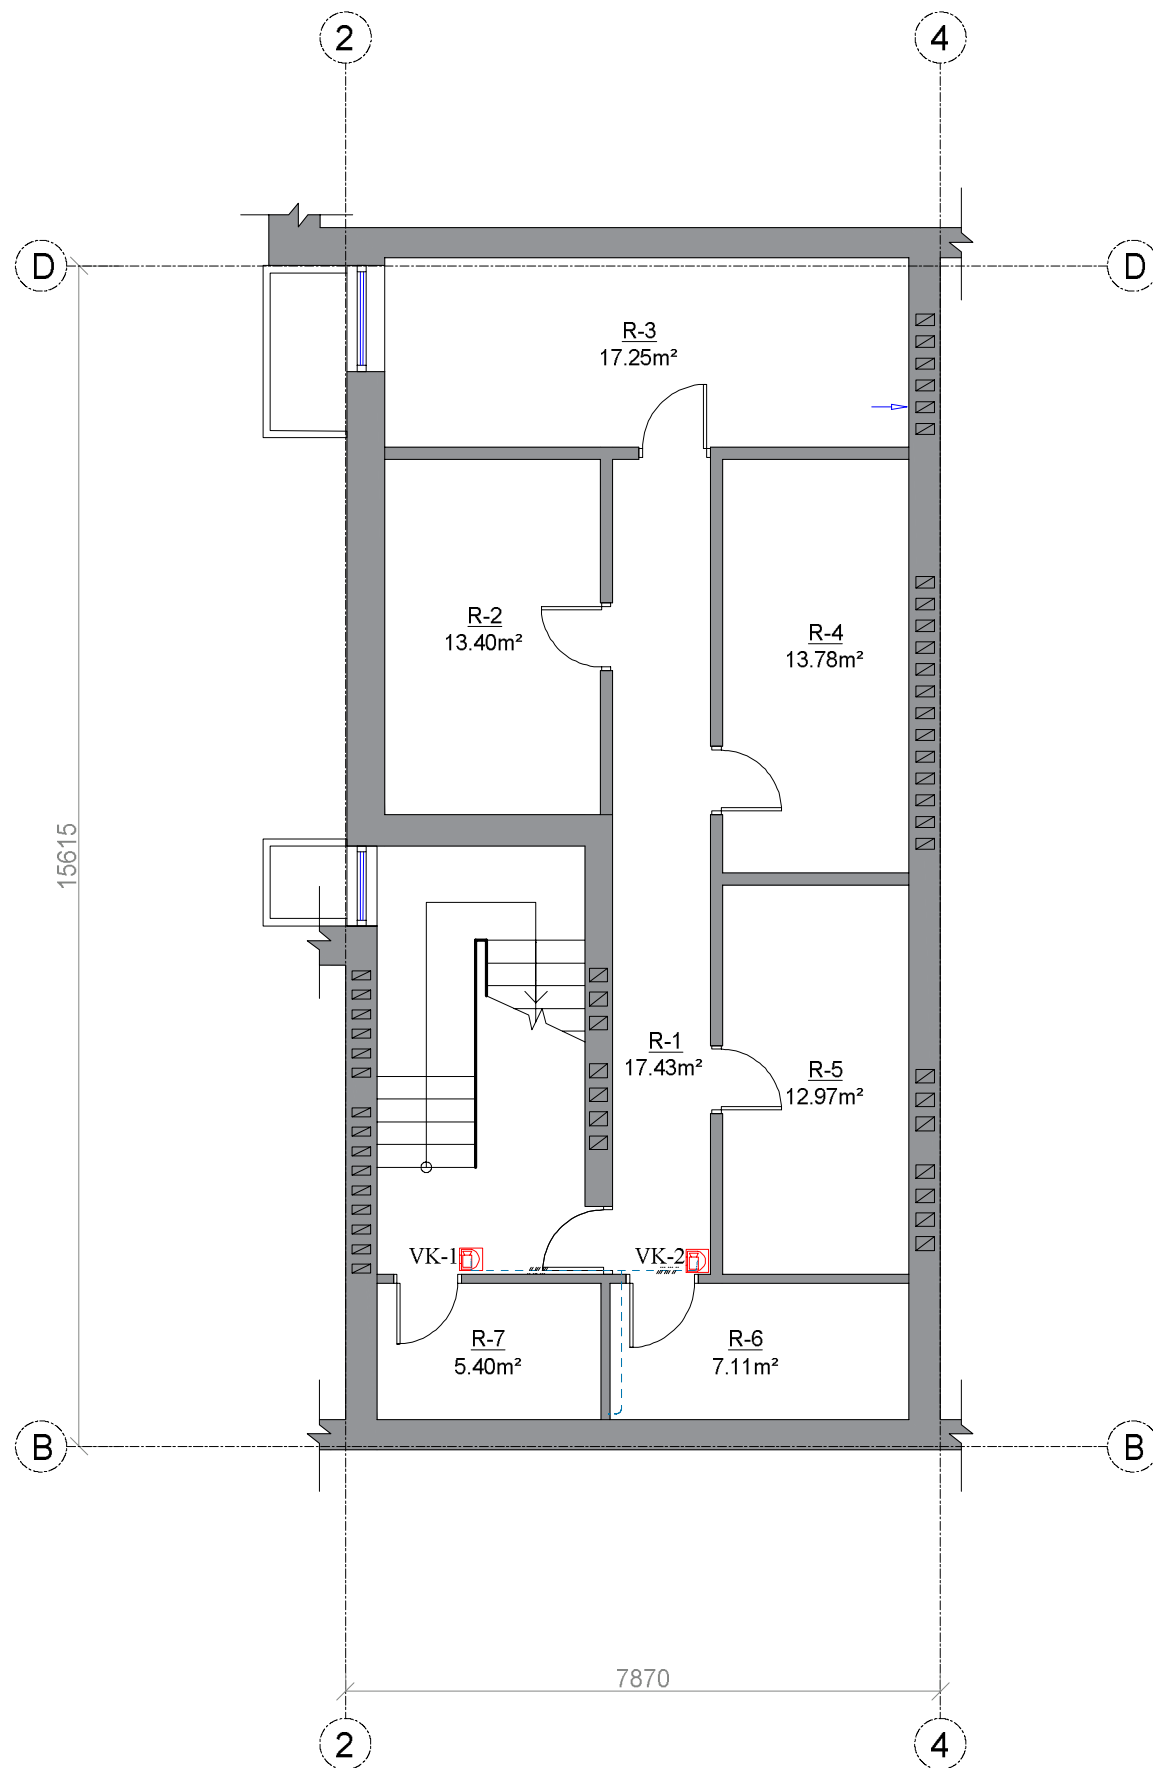 2
4
D
D
R-3
17.25m²
R-2
13.40m²
R-4
13.78m²
15615
R-1
17.43m²
R-5
12.97m²
VK-1
VK-2
R-7
5.40m²
R-6
7.11m²
B
B
7870
2
4